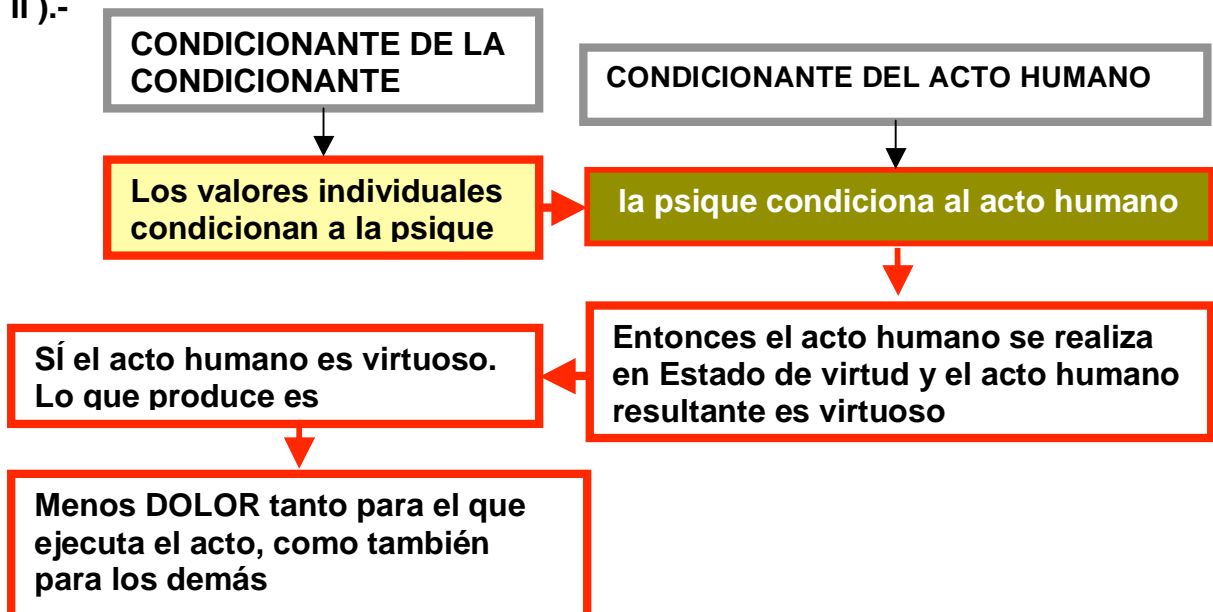 II ).-
CONDICIONANTE DE LA
CONDICIONANTE
CONDICIONANTE DEL ACTO HUMANO
Los valores individuales
condicionan a la psique
la psique condiciona al acto humano
Entonces el acto humano se realiza
en Estado de virtud y el acto humano
resultante es virtuoso
SÍ el acto humano es virtuoso.
Lo que produce es
Menos DOLOR tanto para el que
ejecuta el acto, como también
para los demás